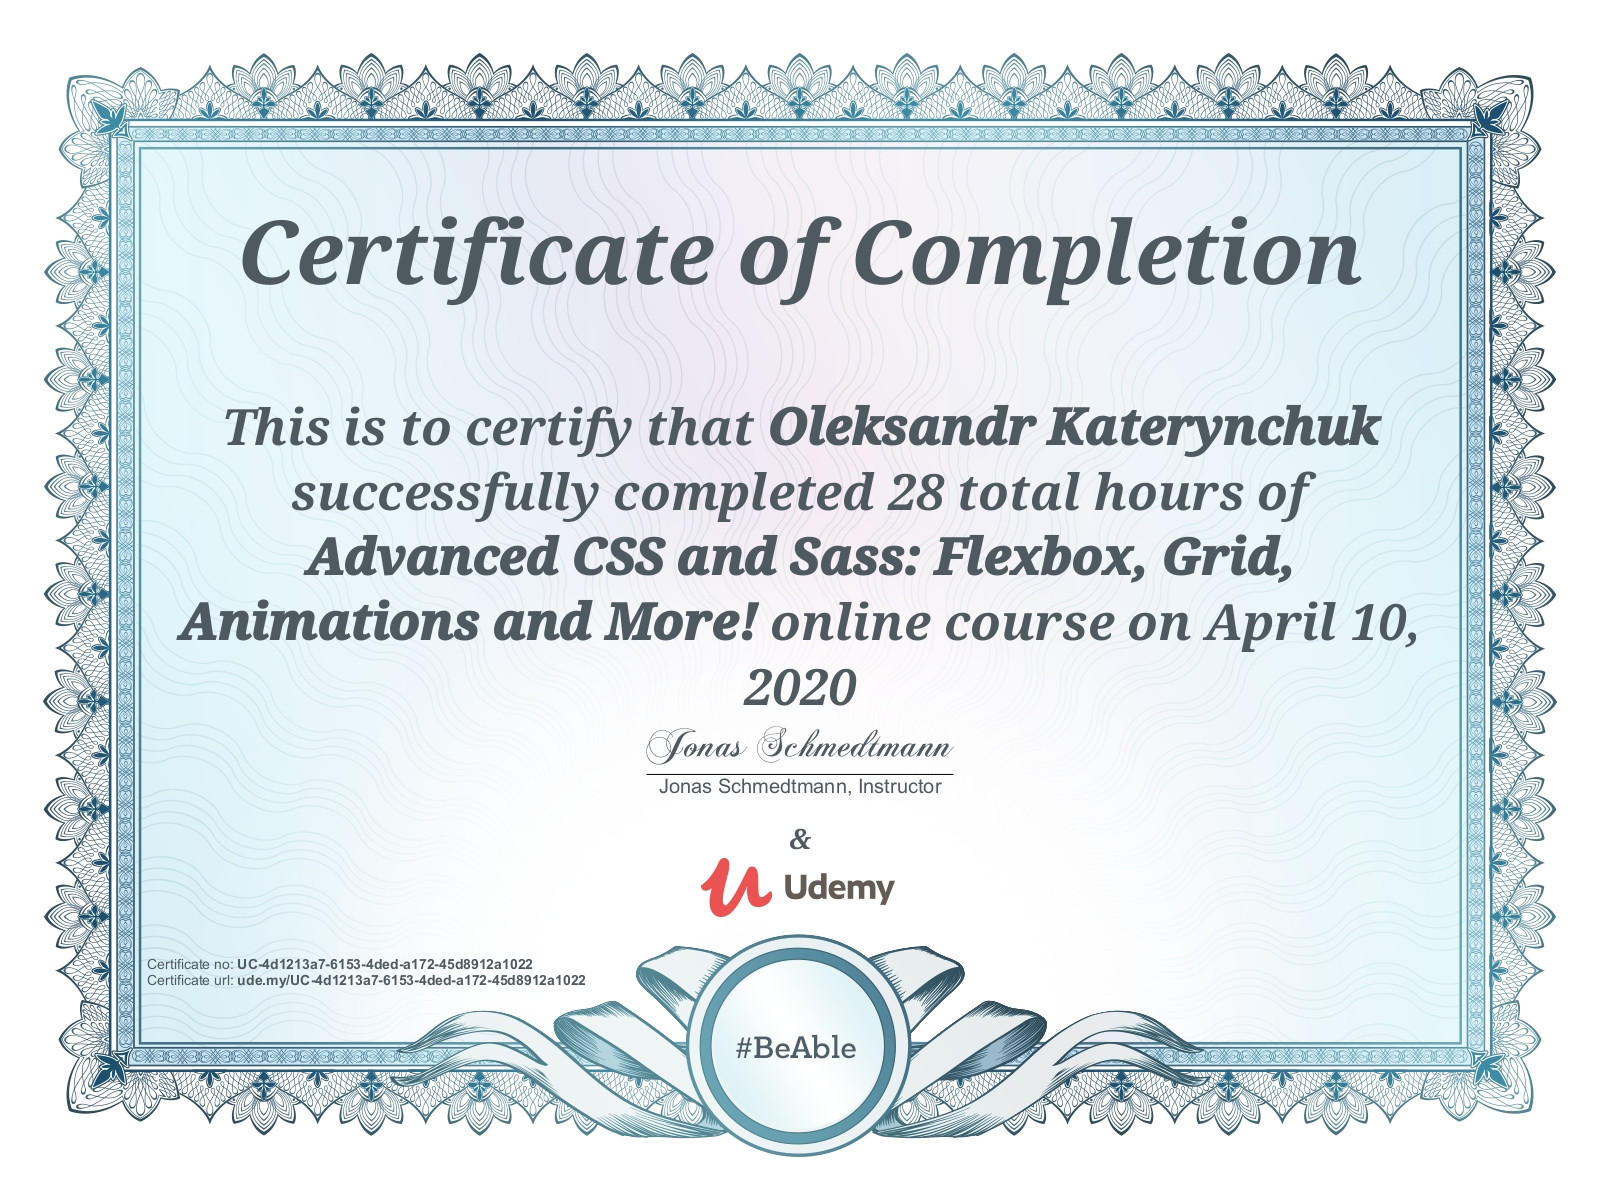 Certificate of Completion
This is to certify that Oleksandr Katerynchuk
successfully completed 28 total hours of
Advanced CSS and Sass: Flexbox, Grid,
Animations and More! online course on April 10,
2020
Jonas Schmedtmann
Jonas Schmedtmann, Instructor
&
Udemy
Certificate no: UC-4d1213a7-6153-4ded-a172-45d8912a1022
Certificate url: ude.my/UC-4d1213a7-6153-4ded-a172-45d8912a1022
#BeAble